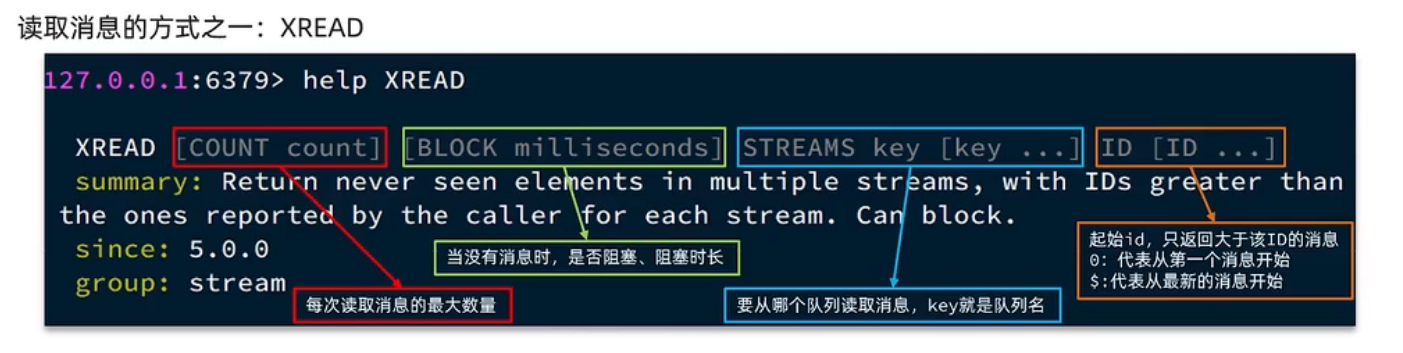 读取消息的方式之一：XREAD
127.0.0.1:6379> help XREAD
XREAD [COUNT count] [BLOCK milliseconds] STREAMS key [key ...] ID [ID ...]
summary: Return never seen elements in multiple streams, with IDs greater than
the ones reported by the caller for each stream. Can block.
since: 5.0.0
group: stream
每次读取消息的最大数量
当没有消息时，是否阻塞、阻塞时长
要从哪个队列读取消息，key就是队列名
起始id，只返回大于该ID的消息
0：代表从第一个消息开始
$:代表从最新的消息开始